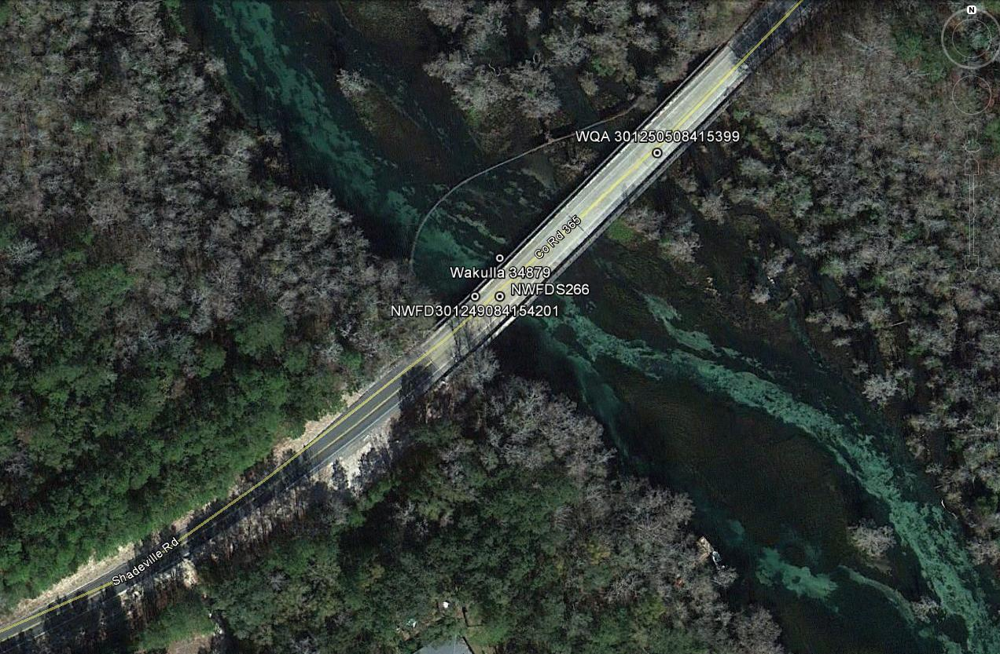 N
WQA 301250508415399
Co Rd 365
Wakulla 34879
NWFDS266
NWFD301249084154201
Shadeville Rd